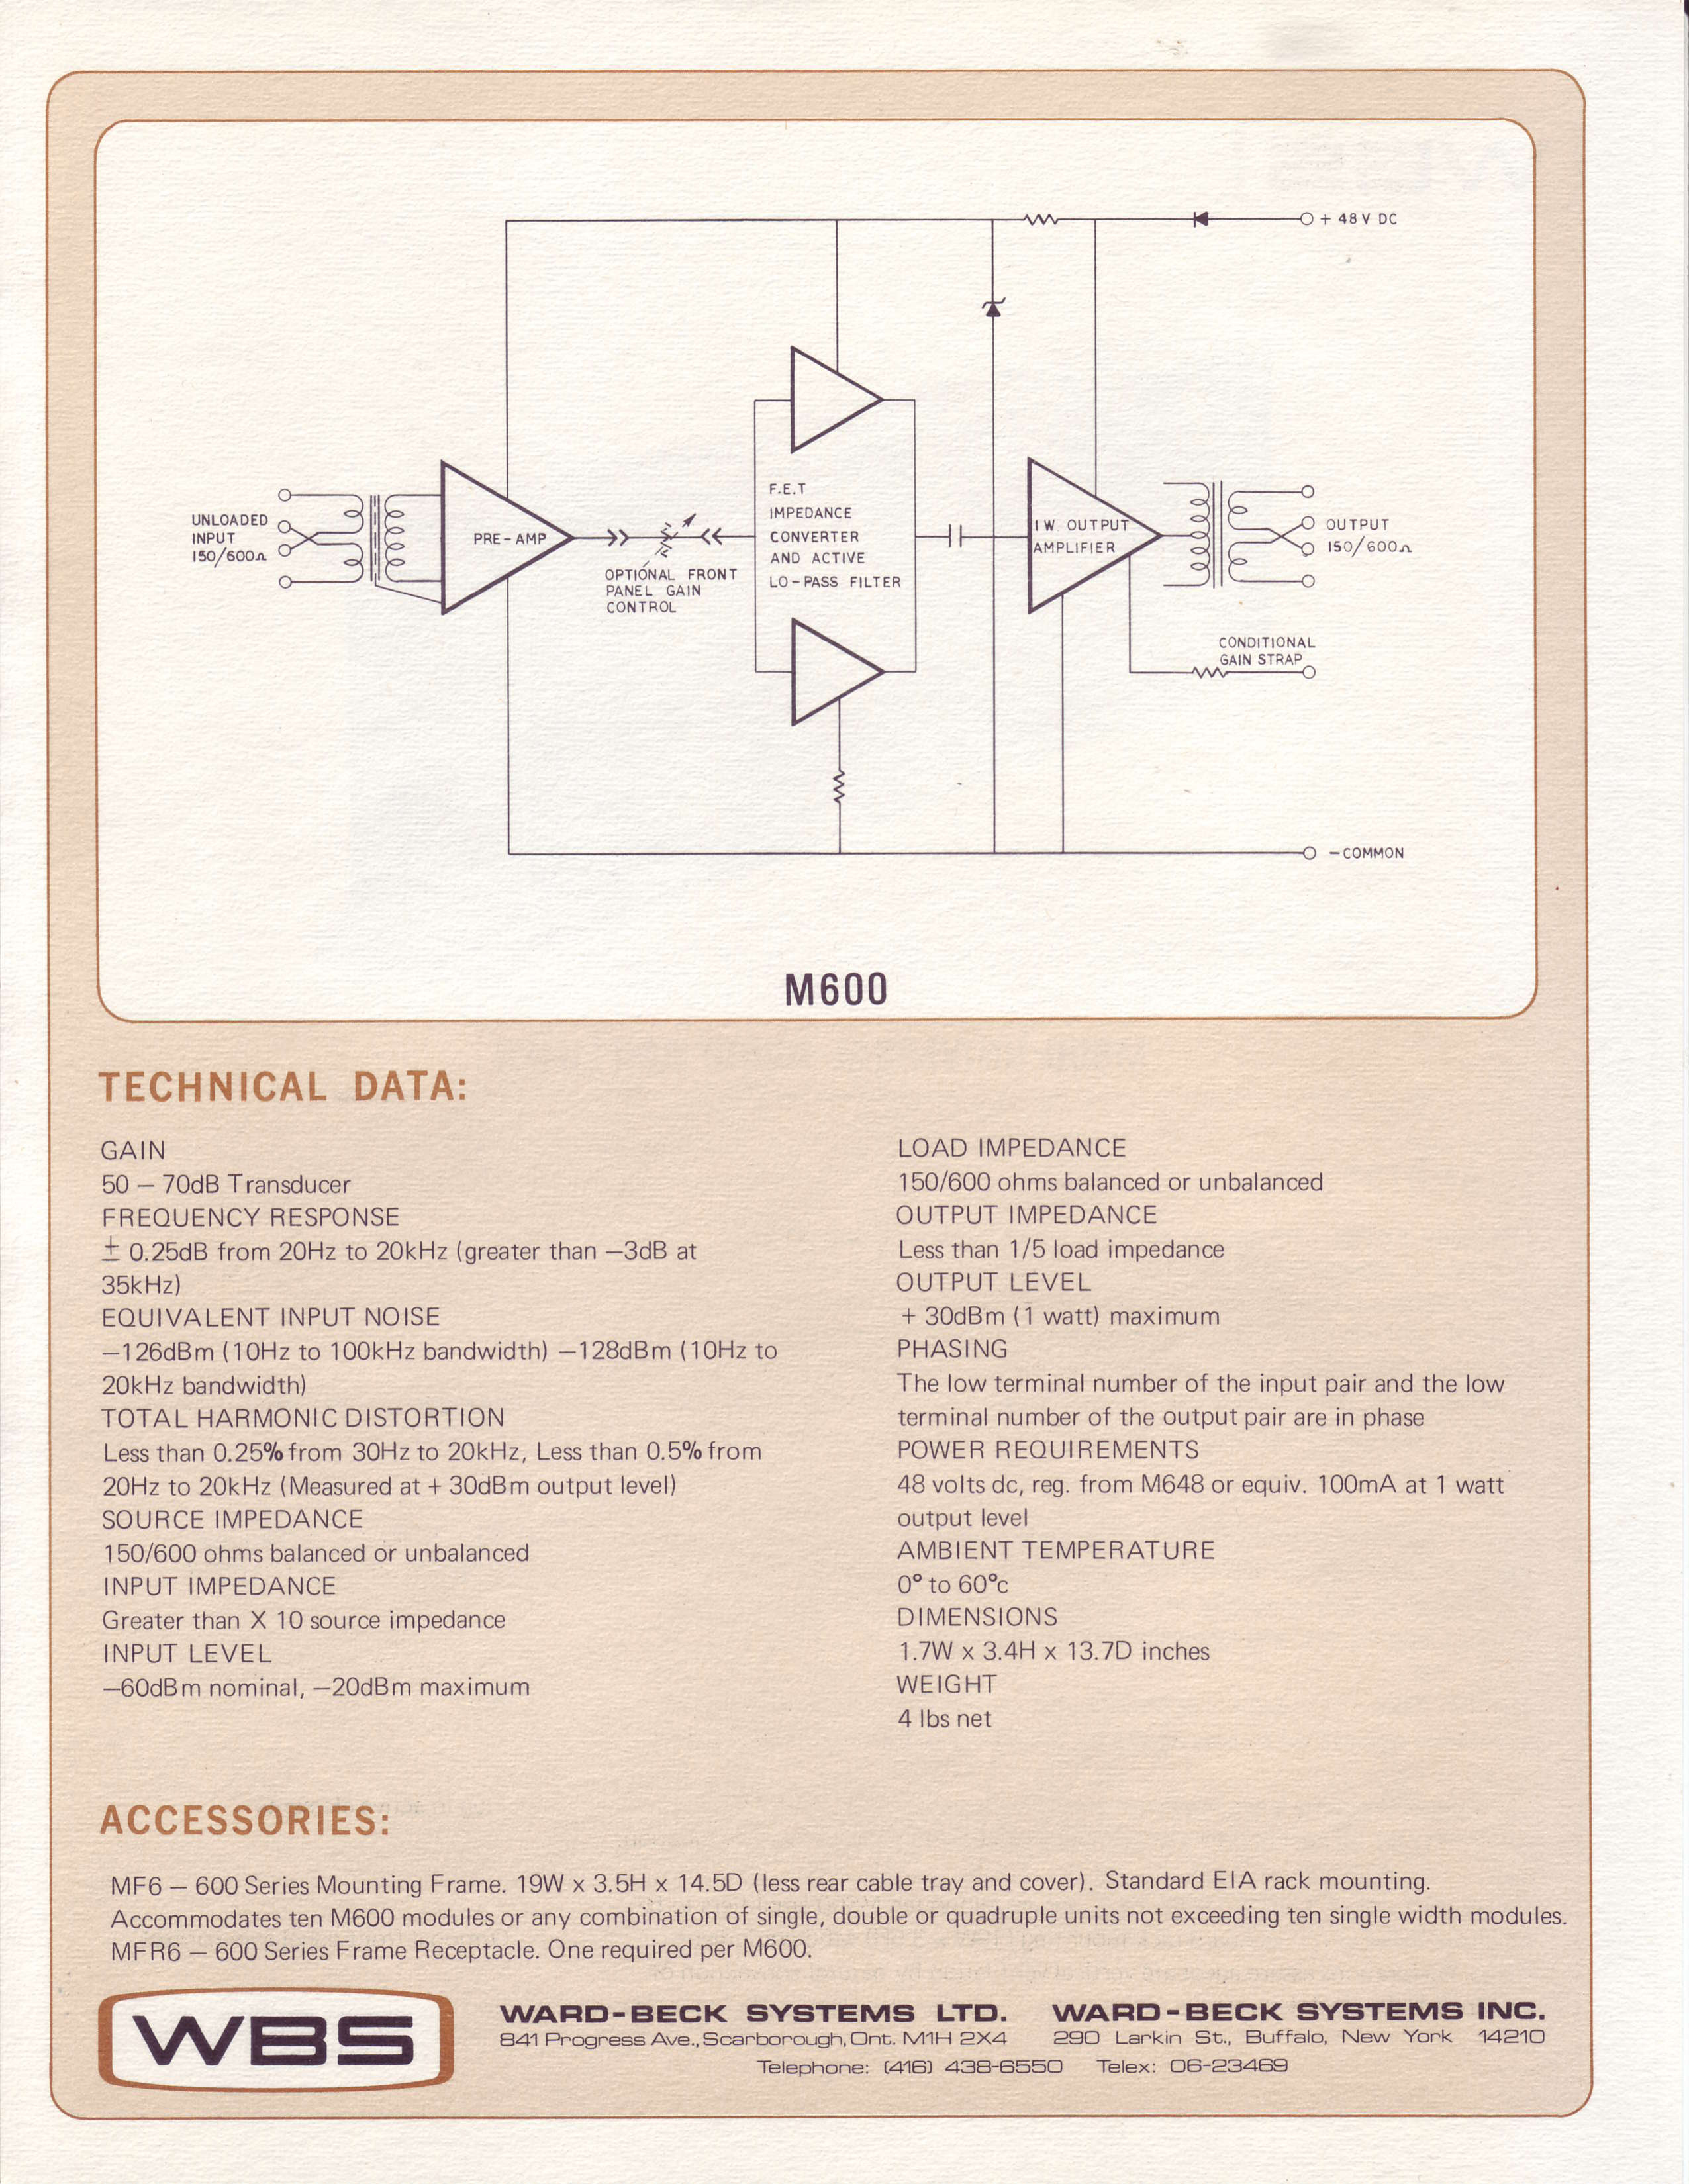 + 48 V DC
UNLOADED
INPUT
150/600Ω
PRE-AMP
OPTIONAL FRONT
PANEL GAIN
CONTROL
F.E.T
IMPEDANCE
CONVERTER
AND ACTIVE
LO-PASS FILTER
1 W. OUTPUT
AMPLIFIER
OUTPUT
150/600Ω
CONDITIONAL
GAIN STRAP
- COMMON
M600
TECHNICAL DATA:
GAIN
50 – 70dB Transducer
FREQUENCY RESPONSE
± 0.25dB from 20Hz to 20kHz (greater than –3dB at
35kHz)
EQUIVALENT INPUT NOISE
–126dBm (10Hz to 100kHz bandwidth) –128dBm (10Hz to
20kHz bandwidth)
TOTAL HARMONIC DISTORTION
Less than 0.25% from 30Hz to 20kHz, Less than 0.5% from
20Hz to 20kHz (Measured at + 30dBm output level)
SOURCE IMPEDANCE
150/600 ohms balanced or unbalanced
INPUT IMPEDANCE
Greater than X 10 source impedance
INPUT LEVEL
–60dBm nominal, –20dBm maximum
LOAD IMPEDANCE
150/600 ohms balanced or unbalanced
OUTPUT IMPEDANCE
Less than 1/5 load impedance
OUTPUT LEVEL
+ 30dBm (1 watt) maximum
PHASING
The low terminal number of the input pair and the low
terminal number of the output pair are in phase
POWER REQUIREMENTS
48 volts dc, reg. from M648 or equiv. 100mA at 1 watt
output level
AMBIENT TEMPERATURE
0° to 60°c
DIMENSIONS
1.7W x 3.4H x 13.7D inches
WEIGHT
4 lbs net
ACCESSORIES:
MF6 – 600 Series Mounting Frame. 19W x 3.5H x 14.5D (less rear cable tray and cover). Standard EIA rack mounting.
Accommodates ten M600 modules or any combination of single, double or quadruple units not exceeding ten single width modules.
MFR6 – 600 Series Frame Receptacle. One required per M600.
WBS
WARD-BECK SYSTEMS LTD. WARD-BECK SYSTEMS INC.
841 Progress Ave., Scarborough, Ont. M1H 2X4 290 Larkin St., Buffalo, New York 14210
Telephone: (416) 438-6550 Telex: 06-23469